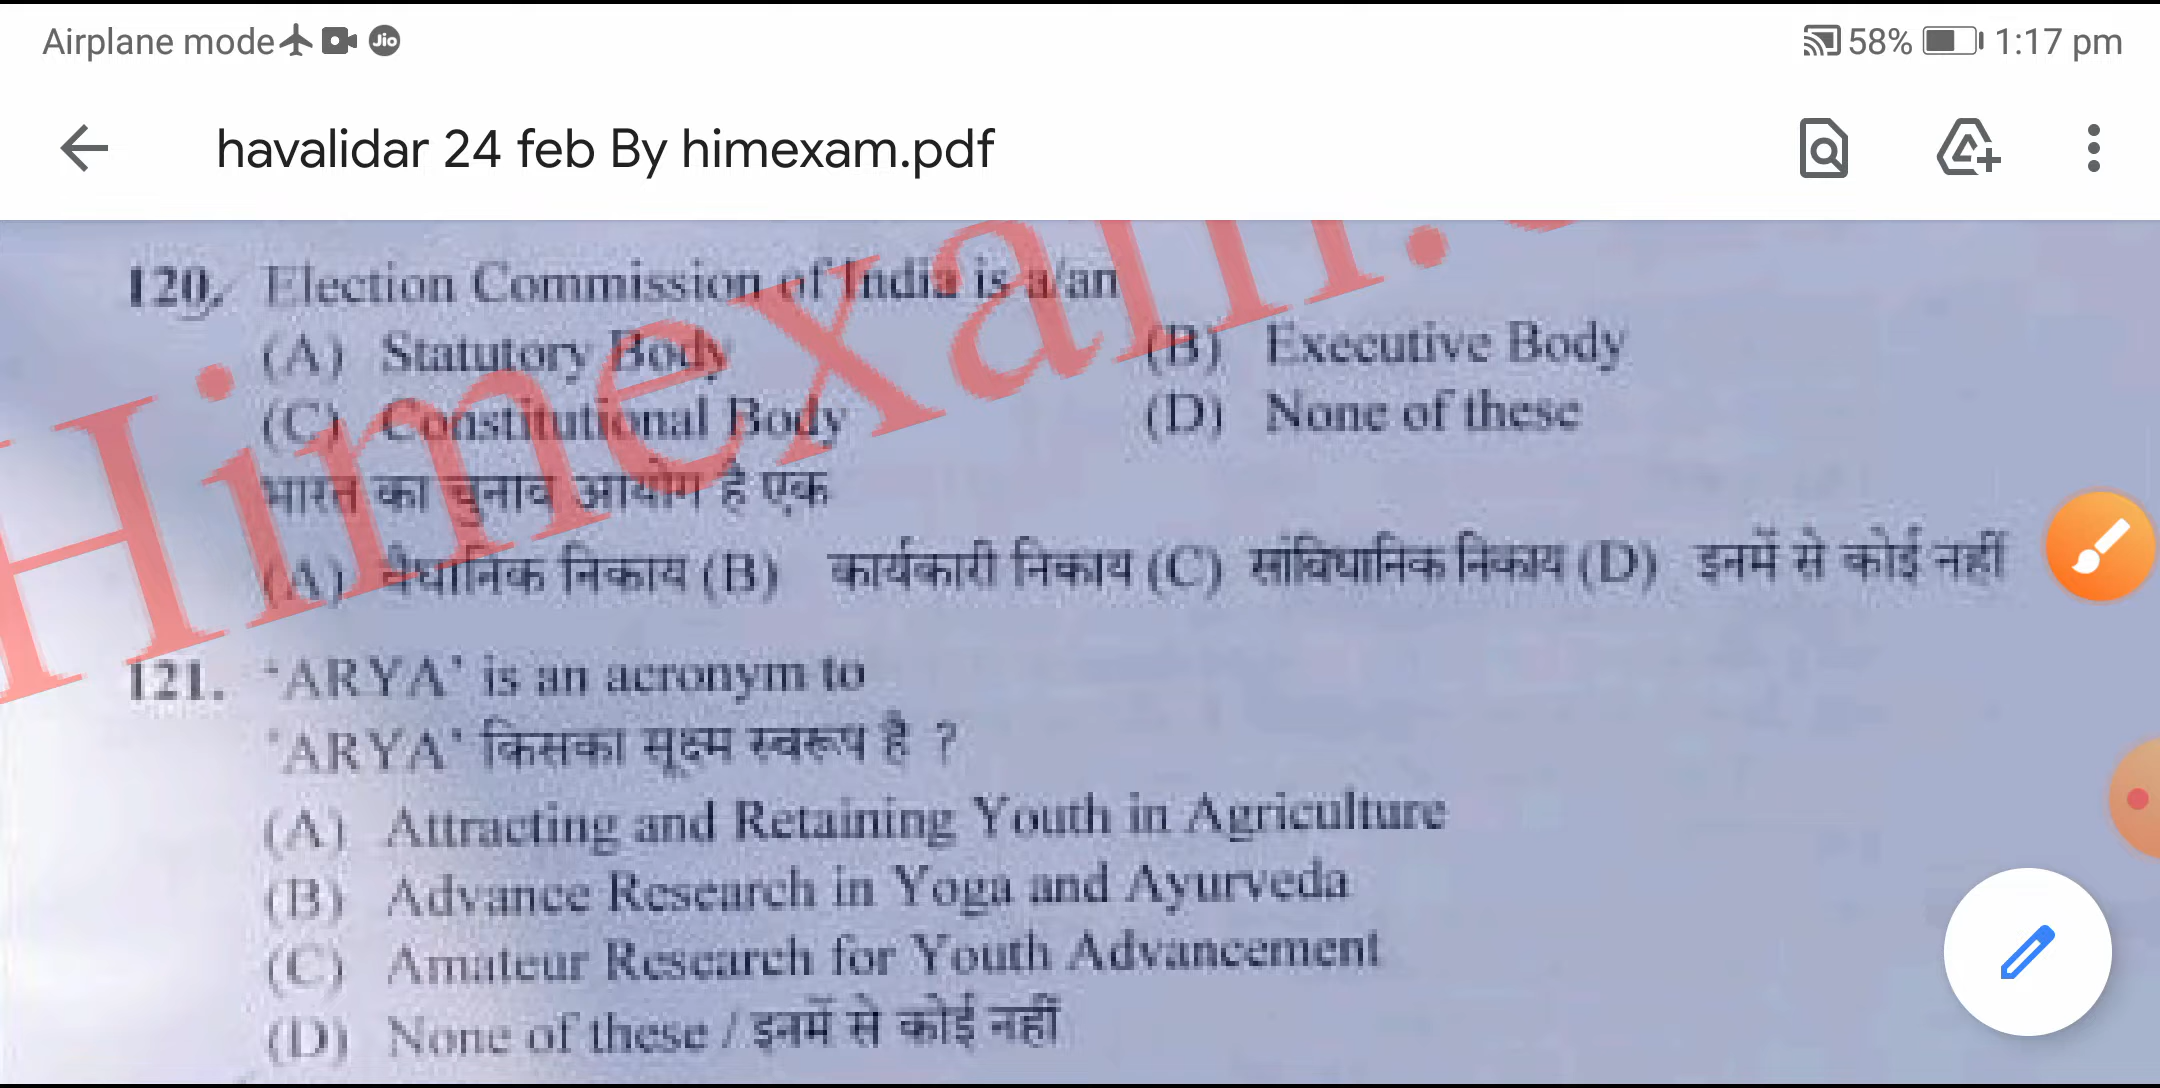 Airplane mode Jio 58% 1:17 pm
havalidar 24 feb By himexam.pdf
Himexam.
120. Election Commission of India is a/an
(A) Statutory Body (B) Executive Body
(C) Constitutional Body (D) None of these
भारत का चुनाव आयोग है एक
(A) वैधानिक निकाय (B) कार्यकारी निकाय (C) सांविधानिक निकाय (D) इनमें से कोई नहीं
121. 'ARYA' is an acronym to
'ARYA' किसका सूक्ष्म स्वरूप है ?
(A) Attracting and Retaining Youth in Agriculture
(B) Advance Research in Yoga and Ayurveda
(C) Amateur Research for Youth Advancement
(D) None of these / इनमें से कोई नहीं